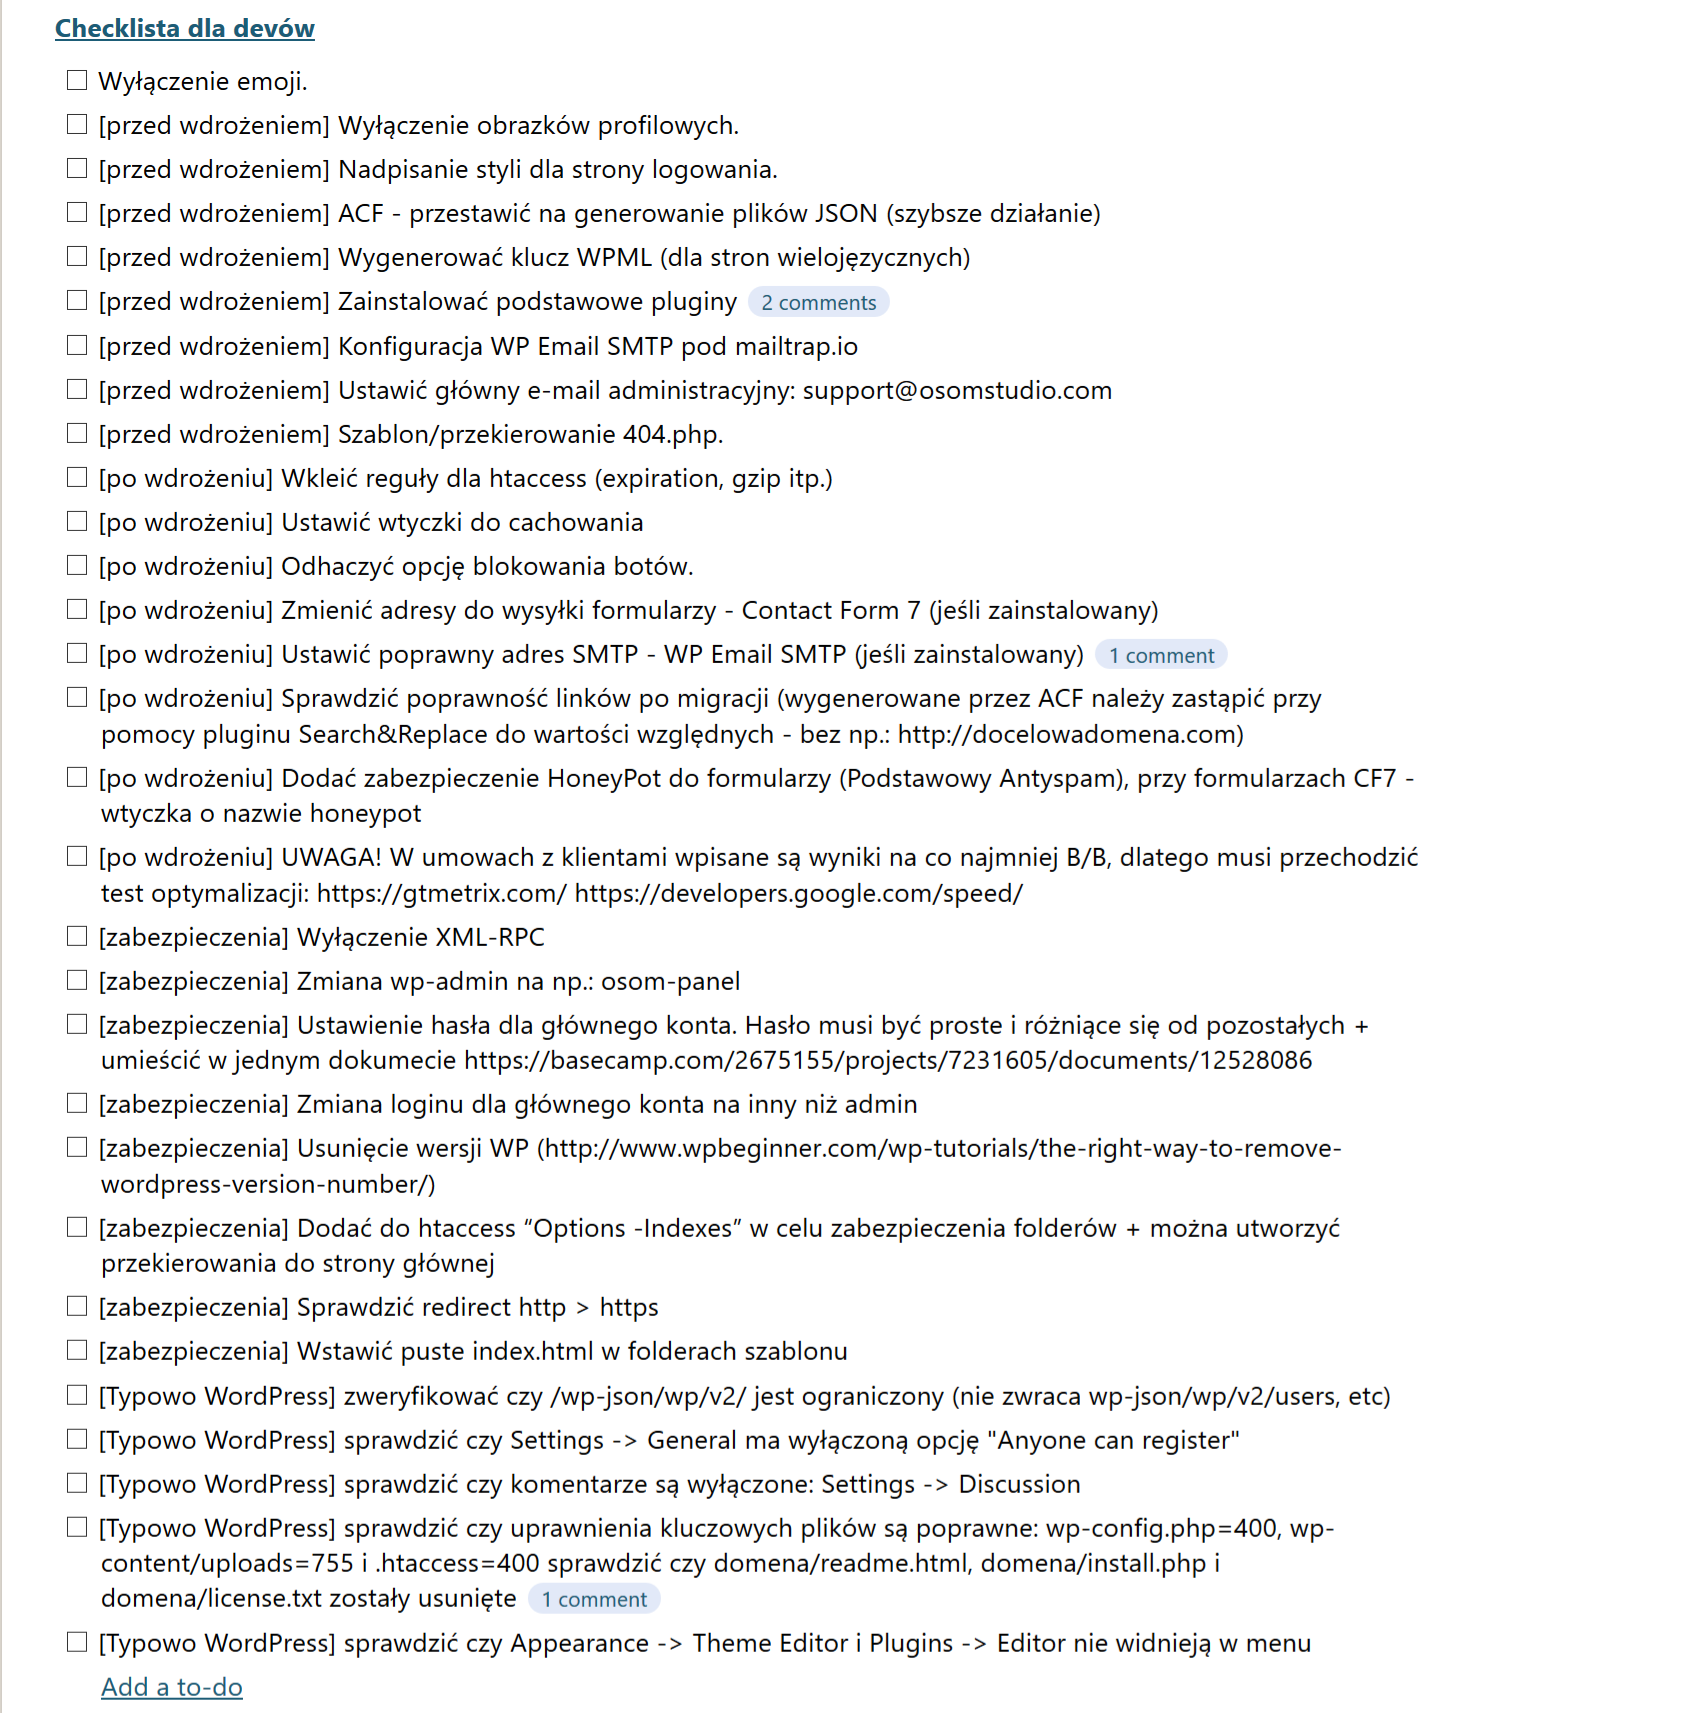 Checklista dla devów
Wyłączenie emoji.
[przed wdrożeniem] Wyłączenie obrazków profilowych.
[przed wdrożeniem] Nadpisanie styli dla strony logowania.
[przed wdrożeniem] ACF - przestawić na generowanie plików JSON (szybsze działanie)
[przed wdrożeniem] Wygenerować klucz WPML (dla stron wielojęzycznych)
[przed wdrożeniem] Zainstalować podstawowe pluginy 2 comments
[przed wdrożeniem] Konfiguracja WP Email SMTP pod mailtrap.io
[przed wdrożeniem] Ustawić główny e-mail administracyjny: support@osomstudio.com
[przed wdrożeniem] Szablon/przekierowanie 404.php.
[po wdrożeniu] Wkleić reguły dla htaccess (expiration, gzip itp.)
[po wdrożeniu] Ustawić wtyczki do cachowania
[po wdrożeniu] Odhaczyć opcję blokowania botów.
[po wdrożeniu] Zmienić adresy do wysyłki formularzy - Contact Form 7 (jeśli zainstalowany)
[po wdrożeniu] Ustawić poprawny adres SMTP - WP Email SMTP (jeśli zainstalowany) 1 comment
[po wdrożeniu] Sprawdzić poprawność linków po migracji (wygenerowane przez ACF należy zastąpić przy
pomocy pluginu Search&Replace do wartości względnych - bez np.: http://docelowadomena.com)
[po wdrożeniu] Dodać zabezpieczenie HoneyPot do formularzy (Podstawowy Antyspam), przy formularzach CF7 -
wtyczka o nazwie honeypot
[po wdrożeniu] UWAGA! W umowach z klientami wpisane są wyniki na co najmniej B/B, dlatego musi przechodzić
test optymalizacji: https://gtmetrix.com/ https://developers.google.com/speed/
[zabezpieczenia] Wyłączenie XML-RPC
[zabezpieczenia] Zmiana wp-admin na np.: osom-panel
[zabezpieczenia] Ustawienie hasła dla głównego konta. Hasło musi być proste i różniące się od pozostałych +
umieścić w jednym dokumecie https://basecamp.com/2675155/projects/7231605/documents/12528086
[zabezpieczenia] Zmiana loginu dla głównego konta na inny niż admin
[zabezpieczenia] Usunięcie wersji WP (http://www.wpbeginner.com/wp-tutorials/the-right-way-to-remove-
wordpress-version-number/)
[zabezpieczenia] Dodać do htaccess “Options -Indexes” w celu zabezpieczenia folderów + można utworzyć
przekierowania do strony głównej
[zabezpieczenia] Sprawdzić redirect http > https
[zabezpieczenia] Wstawić puste index.html w folderach szablonu
[Typowo WordPress] zweryfikować czy /wp-json/wp/v2/ jest ograniczony (nie zwraca wp-json/wp/v2/users, etc)
[Typowo WordPress] sprawdzić czy Settings -> General ma wyłączoną opcję "Anyone can register"
[Typowo WordPress] sprawdzić czy komentarze są wyłączone: Settings -> Discussion
[Typowo WordPress] sprawdzić czy uprawnienia kluczowych plików są poprawne: wp-config.php=400, wp-
content/uploads=755 i .htaccess=400 sprawdzić czy domena/readme.html, domena/install.php i
domena/license.txt zostały usunięte 1 comment
[Typowo WordPress] sprawdzić czy Appearance -> Theme Editor i Plugins -> Editor nie widnieją w menu
Add a to-do